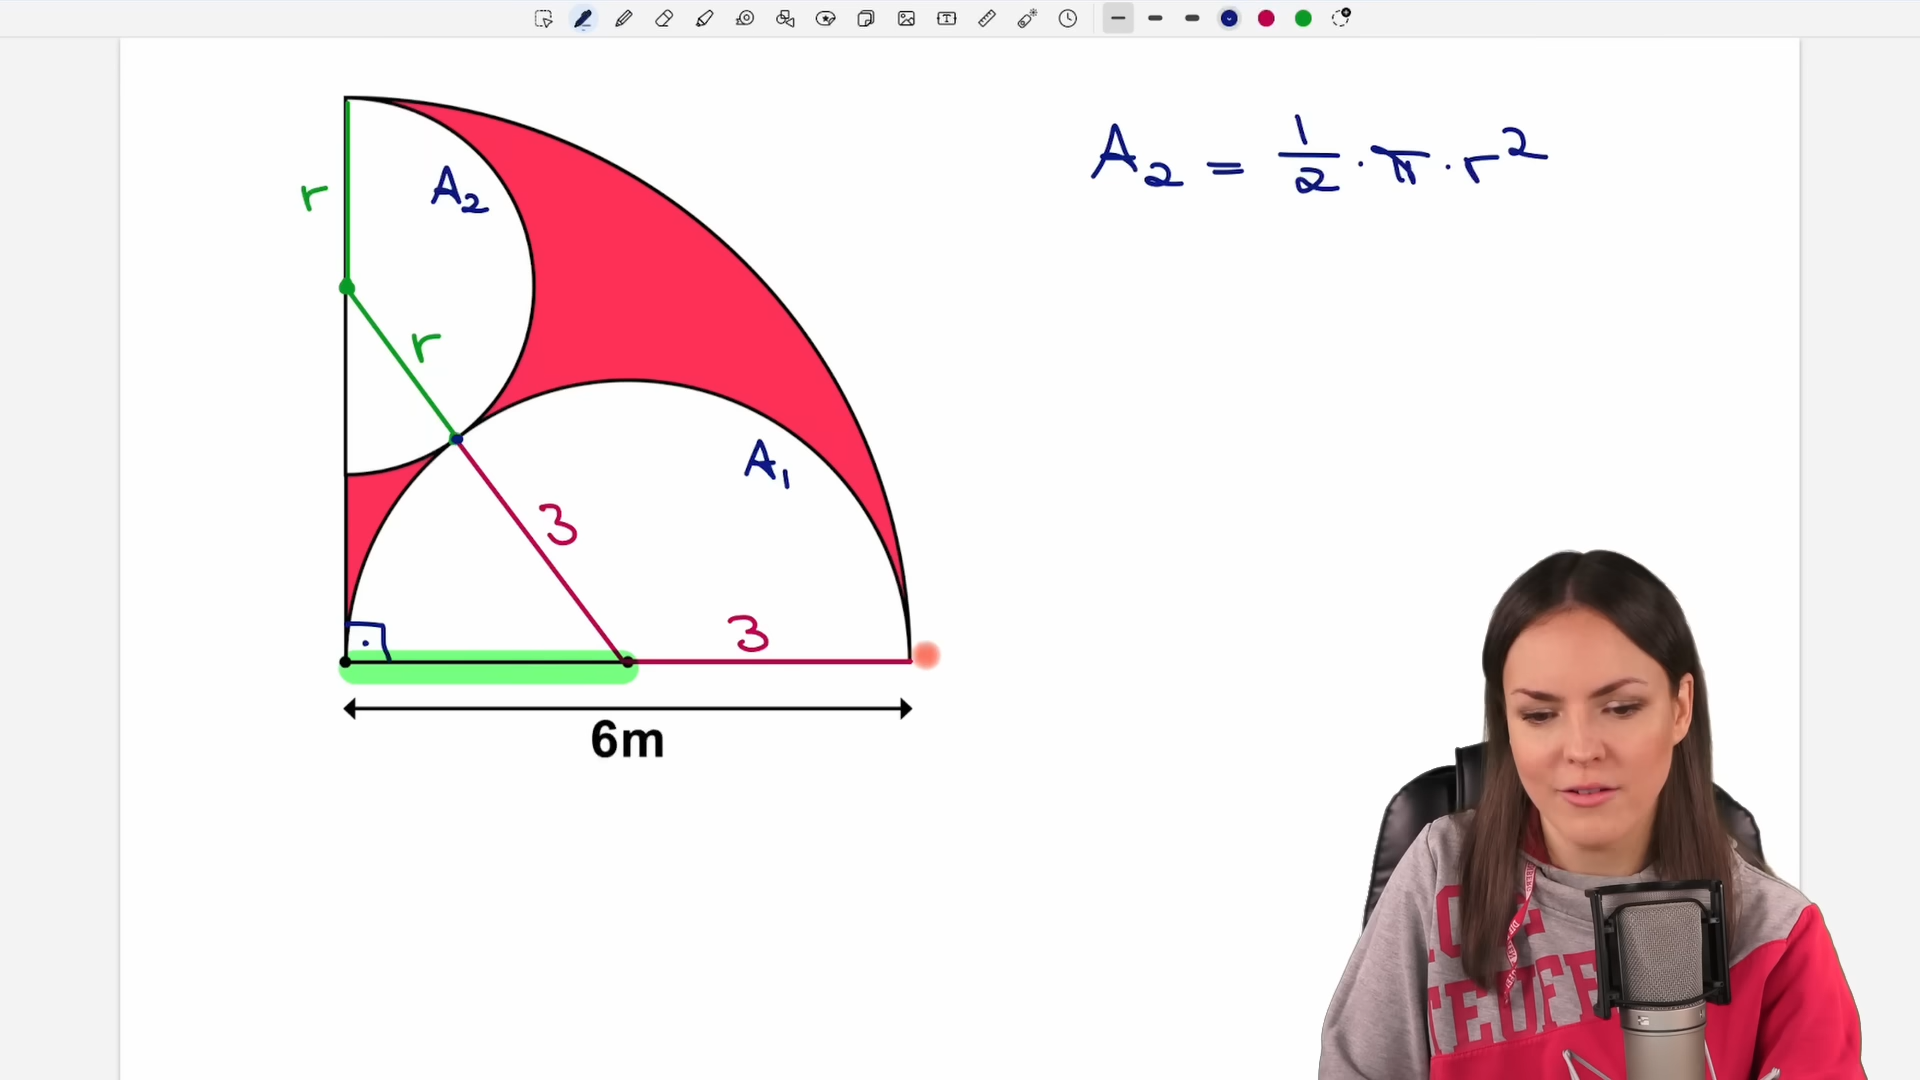 A₂ = 1/2 · π · r²
r
A₂
r
A₁
3
3
6m